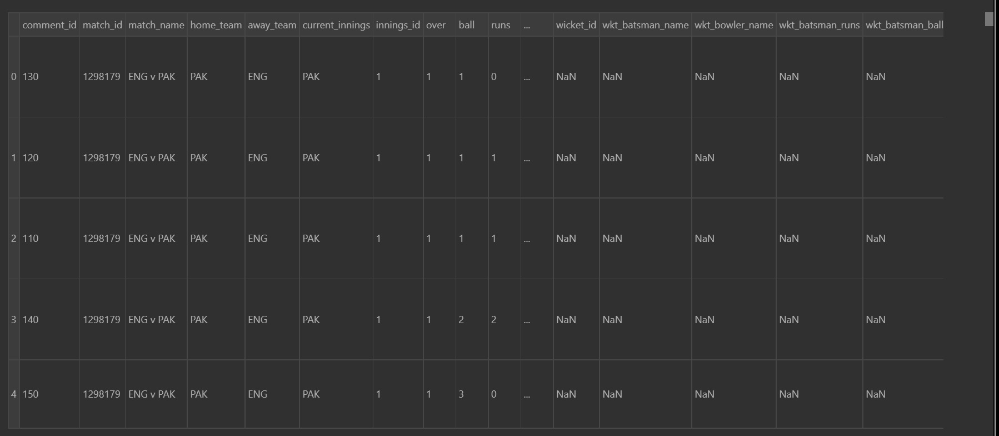 comment_id match_id match_name home_team away_team current_innings innings_id over ball runs ... wicket_id wkt_batsman_name wkt_bowler_name wkt_batsman_runs wkt_batsman_ball
0 130 1298179 ENG v PAK PAK ENG PAK 1 1 1 0 ... NaN NaN NaN NaN NaN
1 120 1298179 ENG v PAK PAK ENG PAK 1 1 1 1 ... NaN NaN NaN NaN NaN
2 110 1298179 ENG v PAK PAK ENG PAK 1 1 1 1 ... NaN NaN NaN NaN NaN
3 140 1298179 ENG v PAK PAK ENG PAK 1 1 2 2 ... NaN NaN NaN NaN NaN
4 150 1298179 ENG v PAK PAK ENG PAK 1 1 3 0 ... NaN NaN NaN NaN NaN